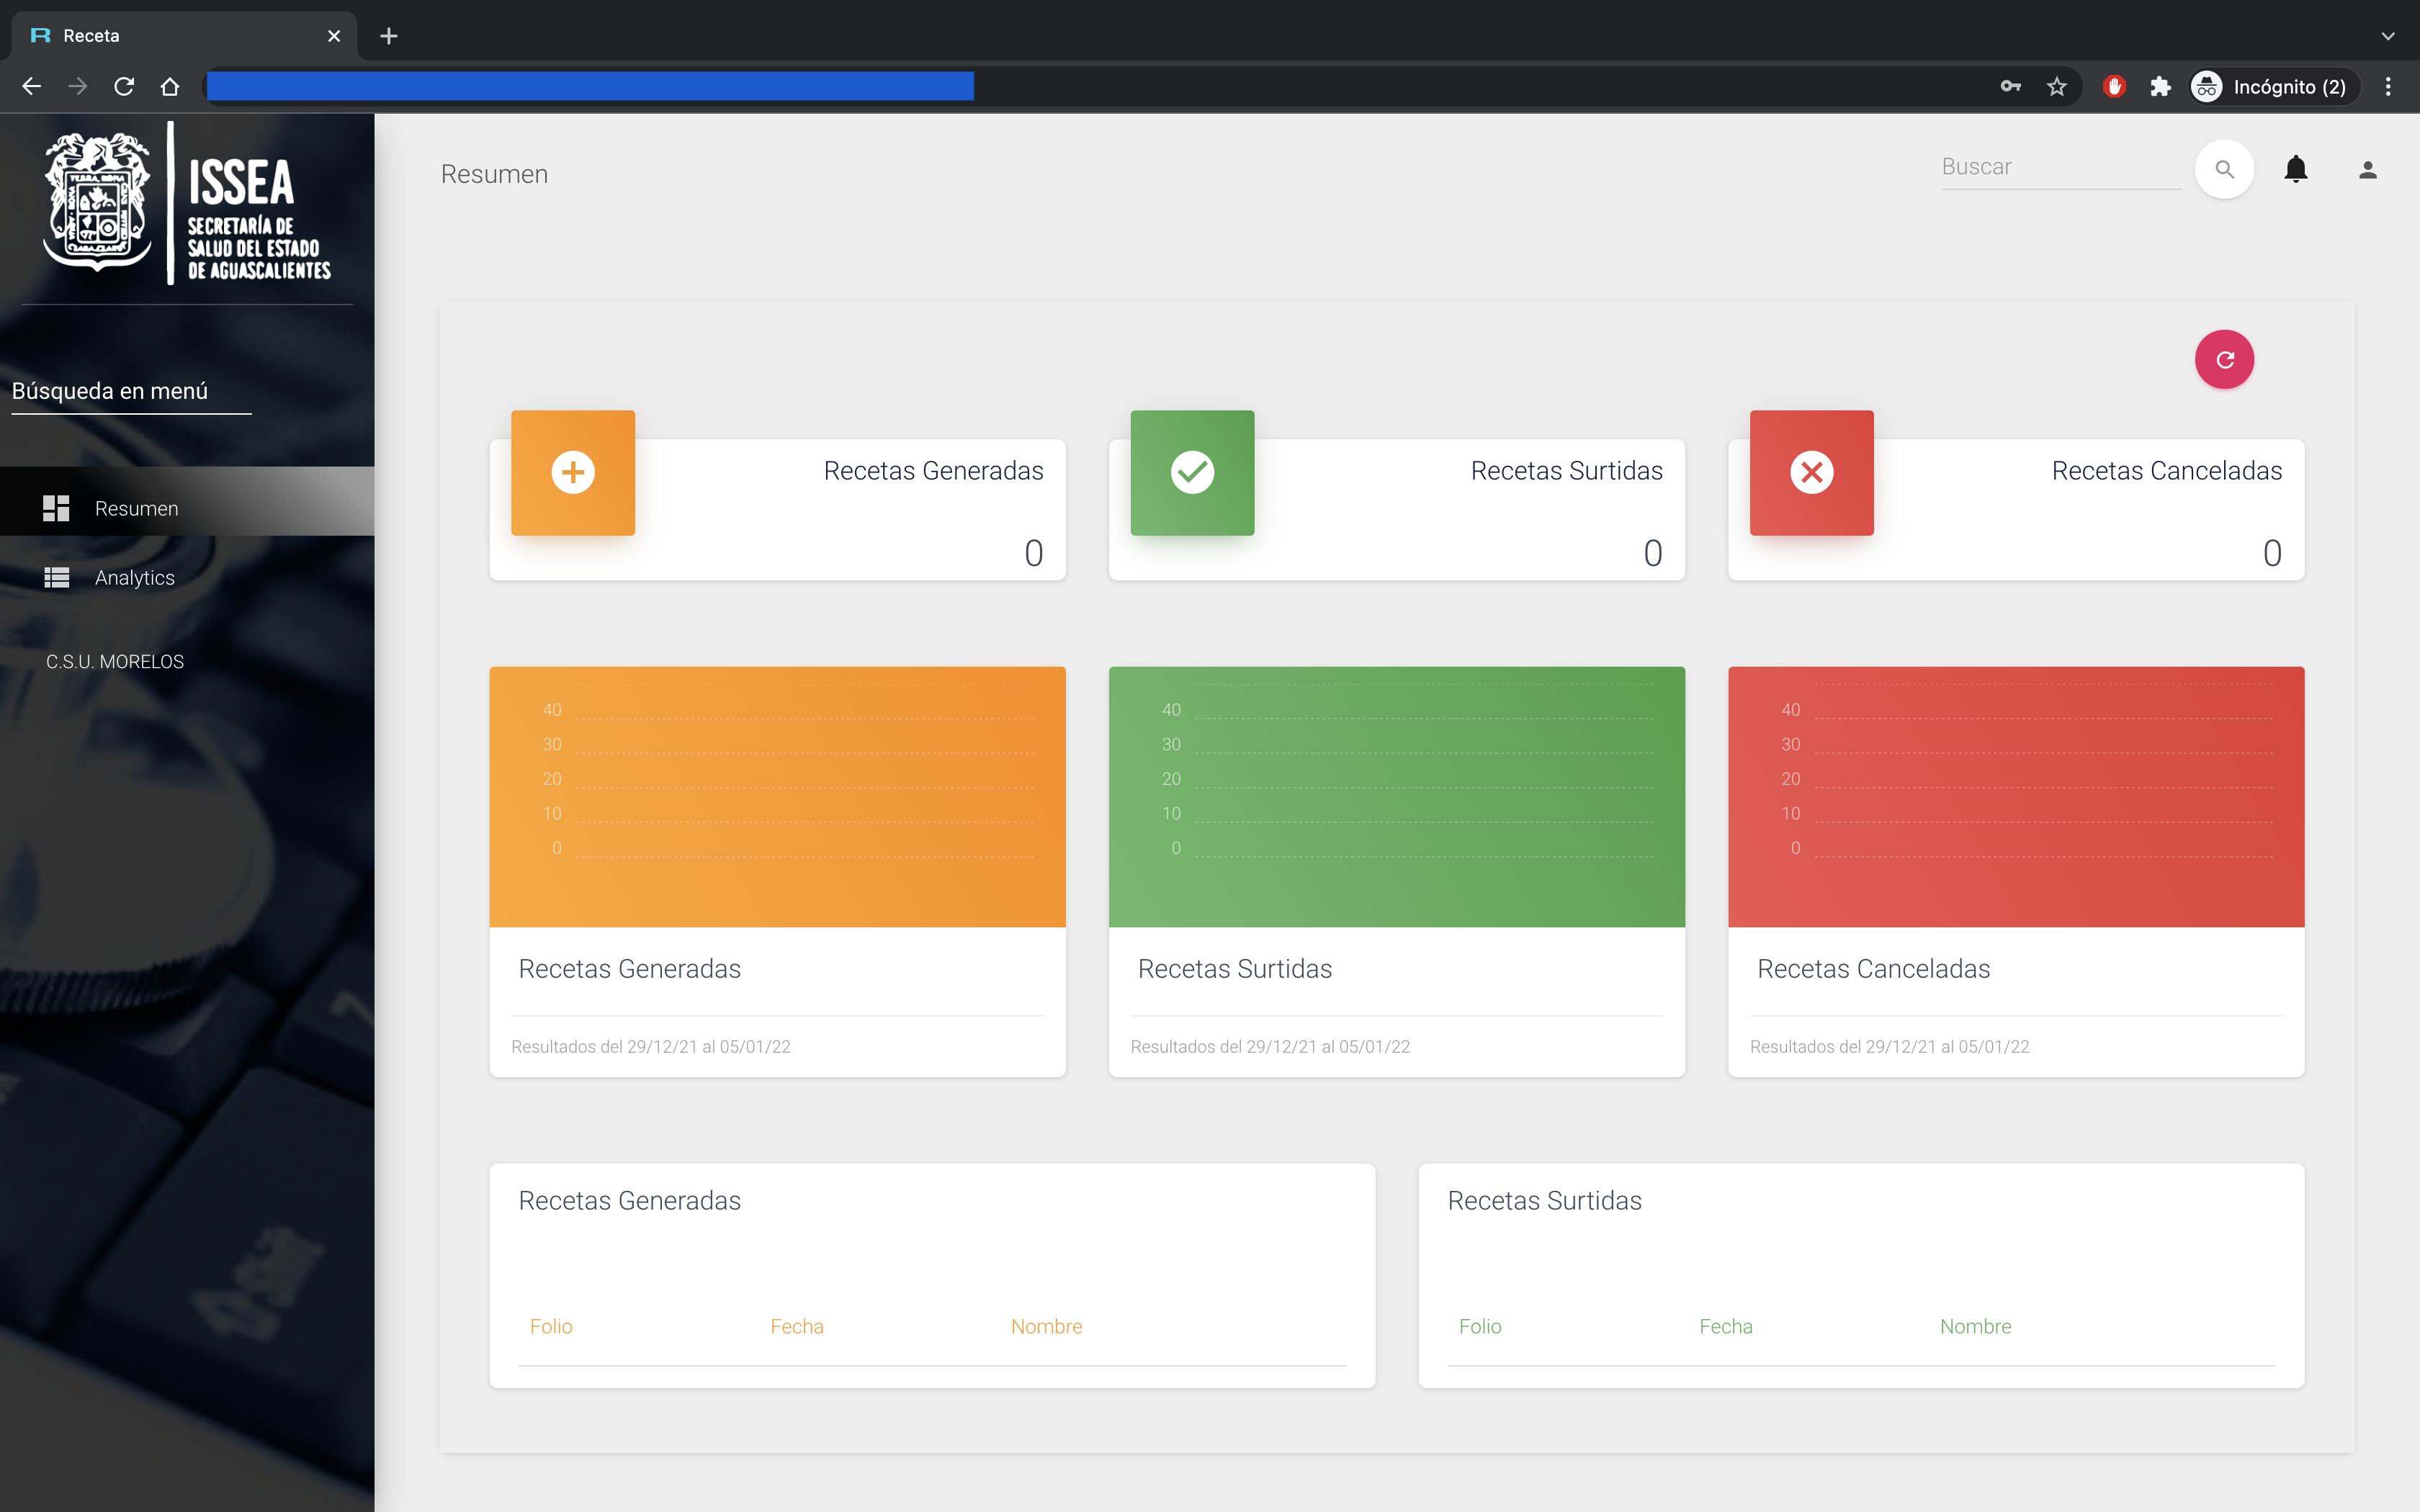 Receta
Incógnito (2)
ISSEA
SECRETARÍA DE
SALUD DEL ESTADO
DE AGUASCALIENTES
Búsqueda en menú
Resumen
Analytics
C.S.U. MORELOS
Resumen
Buscar
Recetas Generadas
0
Recetas Surtidas
0
Recetas Canceladas
0
40
30
20
10
0
Recetas Generadas
Resultados del 29/12/21 al 05/01/22
40
30
20
10
0
Recetas Surtidas
Resultados del 29/12/21 al 05/01/22
40
30
20
10
0
Recetas Canceladas
Resultados del 29/12/21 al 05/01/22
Recetas Generadas
Folio Fecha Nombre
Recetas Surtidas
Folio Fecha Nombre